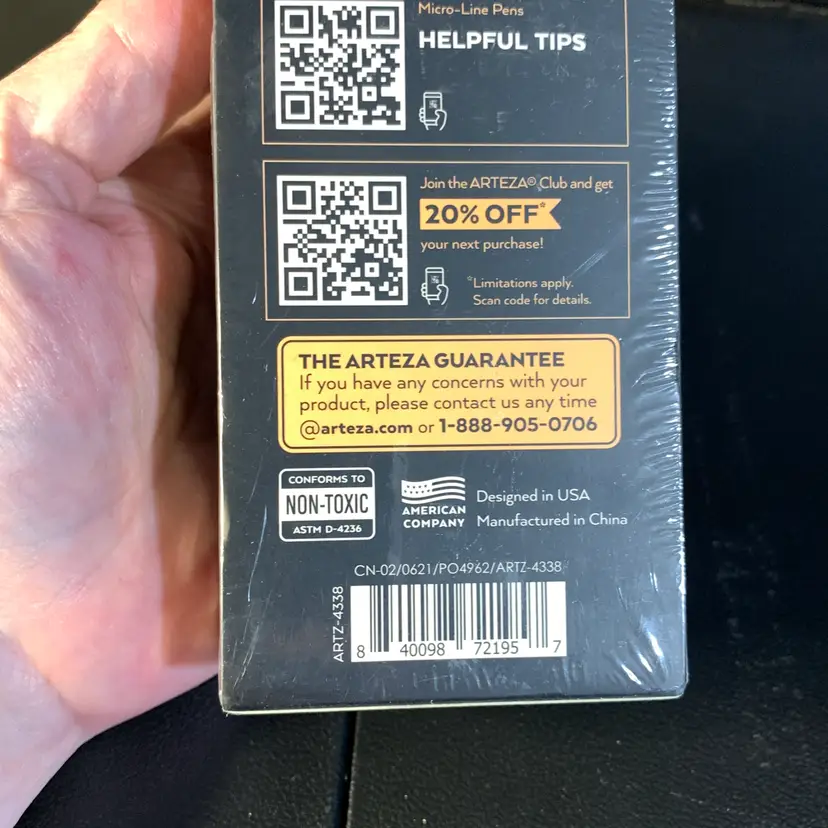 Micro-Line Pens
HELPFUL TIPS
Join the ARTEZA® Club and get
20% OFF*
your next purchase!
*Limitations apply.
Scan code for details.
THE ARTEZA GUARANTEE
If you have any concerns with your
product, please contact us any time
@arteza.com or 1-888-905-0706
CONFORMS TO
NON-TOXIC
ASTM D-4236
AMERICAN
COMPANY
Designed in USA
Manufactured in China
CN-02/0621/PO4962/ARTZ-4338
ARTZ-4338
8 40098 72195 7